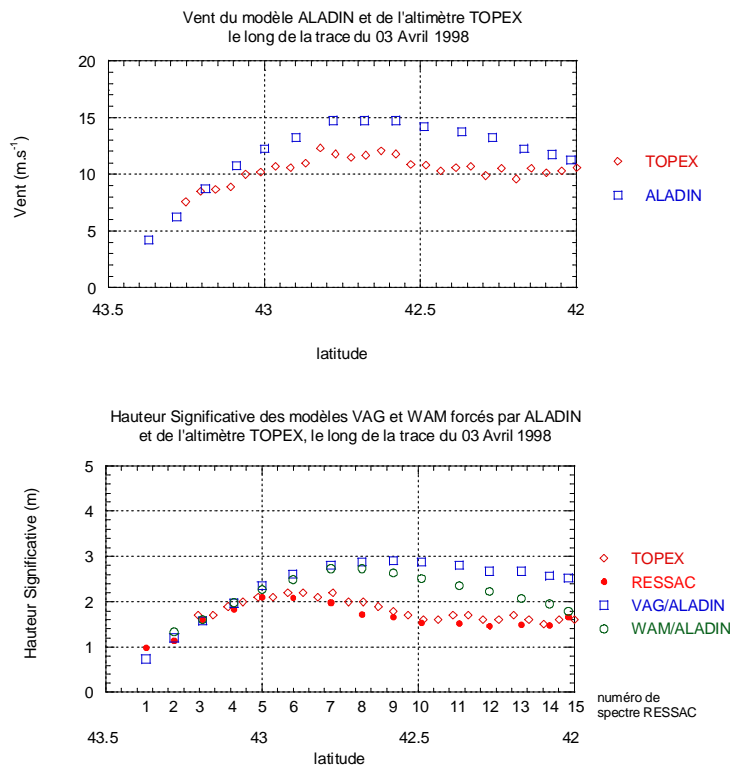 Vent du modèle ALADIN et de l'altimètre TOPEX
le long de la trace du 03 Avril 1998
20
15
10
5
0
Vent (m.s-1)
43.5 43 42.5 42
latitude
TOPEX
ALADIN
Hauteur Significative des modèles VAG et WAM forcés par ALADIN
et de l'altimètre TOPEX, le long de la trace du 03 Avril 1998
5
4
3
2
1
0
Hauteur Significative (m)
1 2 3 4 5 6 7 8 9 10 11 12 13 14 15
numéro de
spectre RESSAC
43.5 43 42.5 42
latitude
TOPEX
RESSAC
VAG/ALADIN
WAM/ALADIN